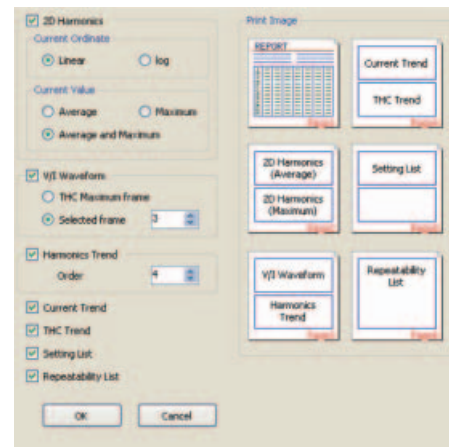 2D Harmonics
Current Ordinate
Linear
log
Current Value
Average
Maximum
Average and Maximum
V/I Waveform
THC Maximum frame
Selected frame
3
Harmonics Trend
Order
4
Current Trend
THC Trend
Setting List
Repeatability List
OK
Cancel
Print Image
REPORT
Current Trend
THC Trend
2D Harmonics
(Average)
2D Harmonics
(Maximum)
Setting List
V/I Waveform
Harmonics
Trend
Repeatability
List